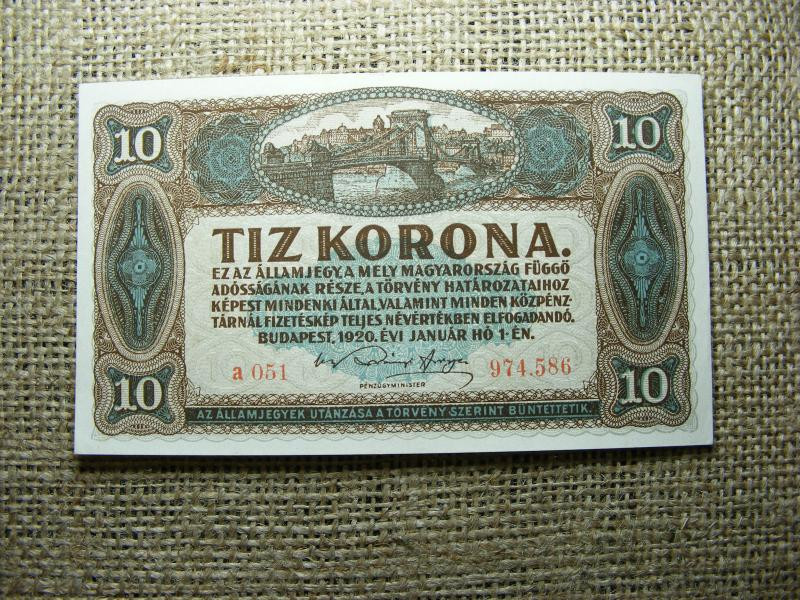 10 10
TIZ KORONA.
EZ AZ ÁLLAMJEGY, A MELY MAGYARORSZÁG FÜGGŐ
ADÓSSÁGÁNAK RÉSZE, A TÖRVÉNY HATÁROZATAIHOZ
KÉPEST MINDENKI ÁLTAL, VALAMINT MINDEN KÖZPÉNZ-
TÁRNÁL FIZETÉSKÉP TELJES NÉVÉRTÉKBEN ELFOGADANDÓ.
BUDAPEST, 1920. ÉVI JANUÁR HÓ 1-ÉN.
a 051 974.586
PÉNZÜGYMINISTER
10 10
AZ ÁLLAMJEGYEK UTÁNZÁSA A TÖRVÉNY SZERINT BÜNTETTETIK.